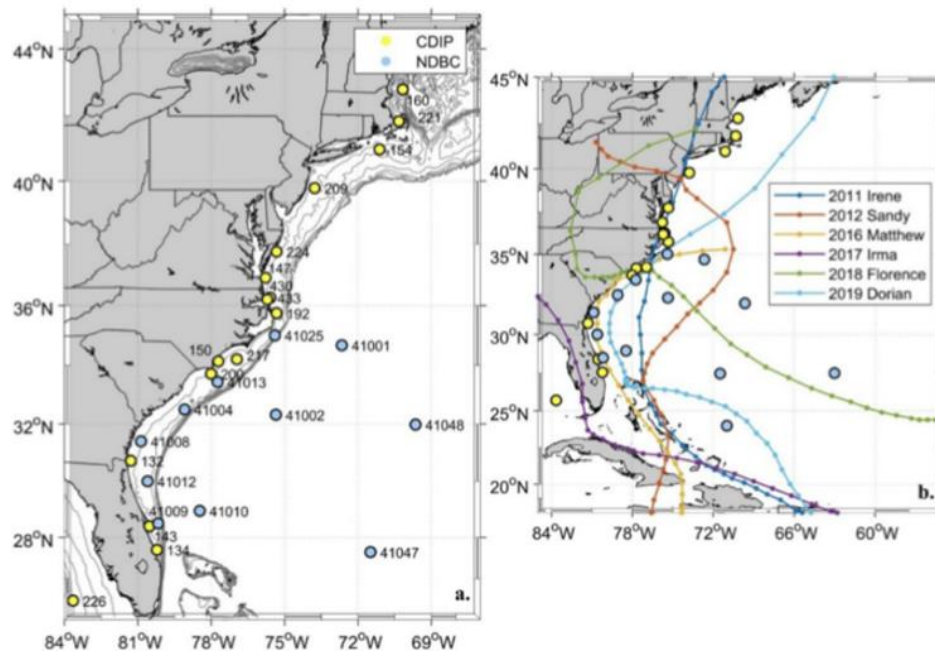 CDIP
NDBC
44°N
160
221
154
40°N
209
224
147
430
433
36°N
192
41025
41001
150
217
200
41013
41004
41002
32°N
41048
41008
132
41012
41009
41010
143
28°N
134
41047
226
a.
84°W 81°W 78°W 75°W 72°W 69°W
45°N
40°N
2011 Irene
2012 Sandy
35°N
2016 Matthew
2017 Irma
2018 Florence
30°N
2019 Dorian
25°N
20°N
b.
84°W 78°W 72°W 66°W 60°W